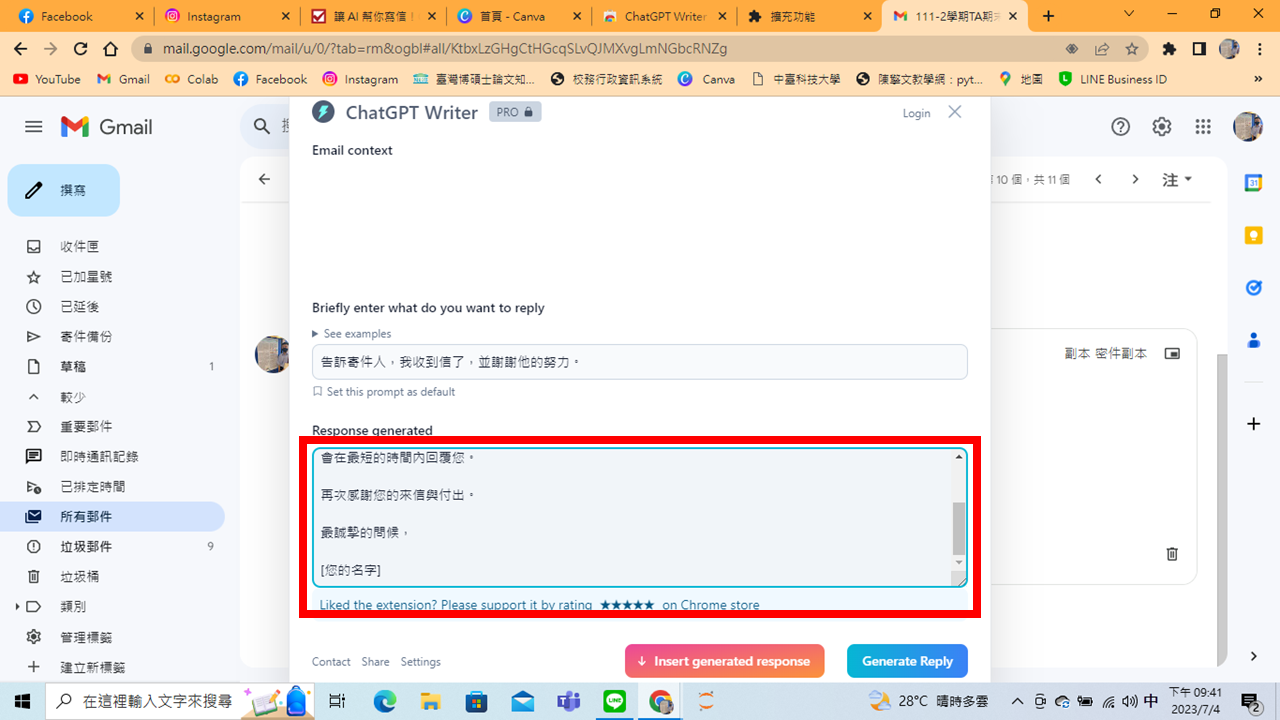 Facebook
Instagram
讓 AI 幫你寫信！
首頁 - Canva
ChatGPT Writer
擴充功能
111-2學期TA期末
mail.google.com/mail/u/0/?tab=rm&ogbl#all/KtbxLzGHgCtHGcqSLvQJMXvgLmNGbcRNZg
YouTube
Gmail
Colab
Facebook
Instagram
臺灣博碩士論文知...
校務行政資訊系統
Canva
中臺科技大學
陳擎文教學網：pyt...
地圖
LINE Business ID
»
Gmail
ChatGPT Writer
PRO
Login
Email context
撰寫
10 個，共 11 個
注
31
收件匣
已加星號
已延後
寄件備份
草稿
1
較少
重要郵件
即時通訊記錄
已排定時間
所有郵件
垃圾郵件
9
垃圾桶
類別
管理標籤
建立新標籤
Briefly enter what do you want to reply
See examples
告訴寄件人，我收到信了，並謝謝他的努力。
Set this prompt as default
副本 密件副本
Response generated
會在最短的時間內回覆您。
再次感謝您的來信與付出。
最誠摯的問候，
[您的名字]
Liked the extension? Please support it by rating ★★★★★ on Chrome store
Contact
Share
Settings
Insert generated response
Generate Reply
在這裡輸入文字來搜尋
LINE
28°C
晴時多雲
中
下午 09:41
2023/7/4
2